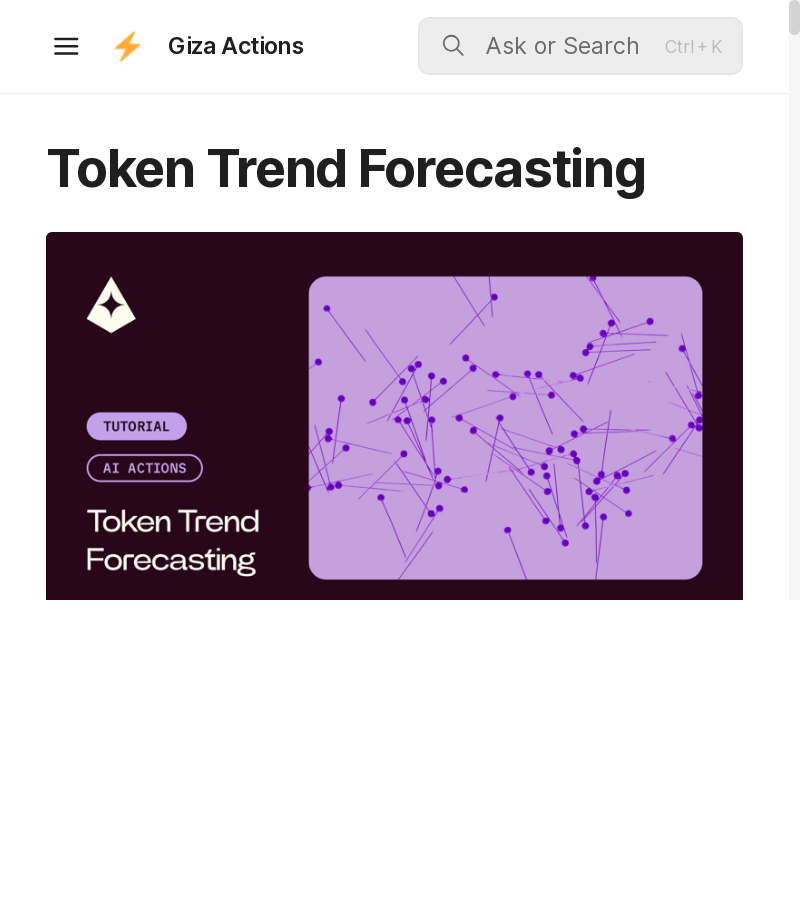 ⚡ Giza Actions
Ask or Search Ctrl + K
Token Trend Forecasting
TUTORIAL
AI ACTIONS
Token Trend
Forecasting